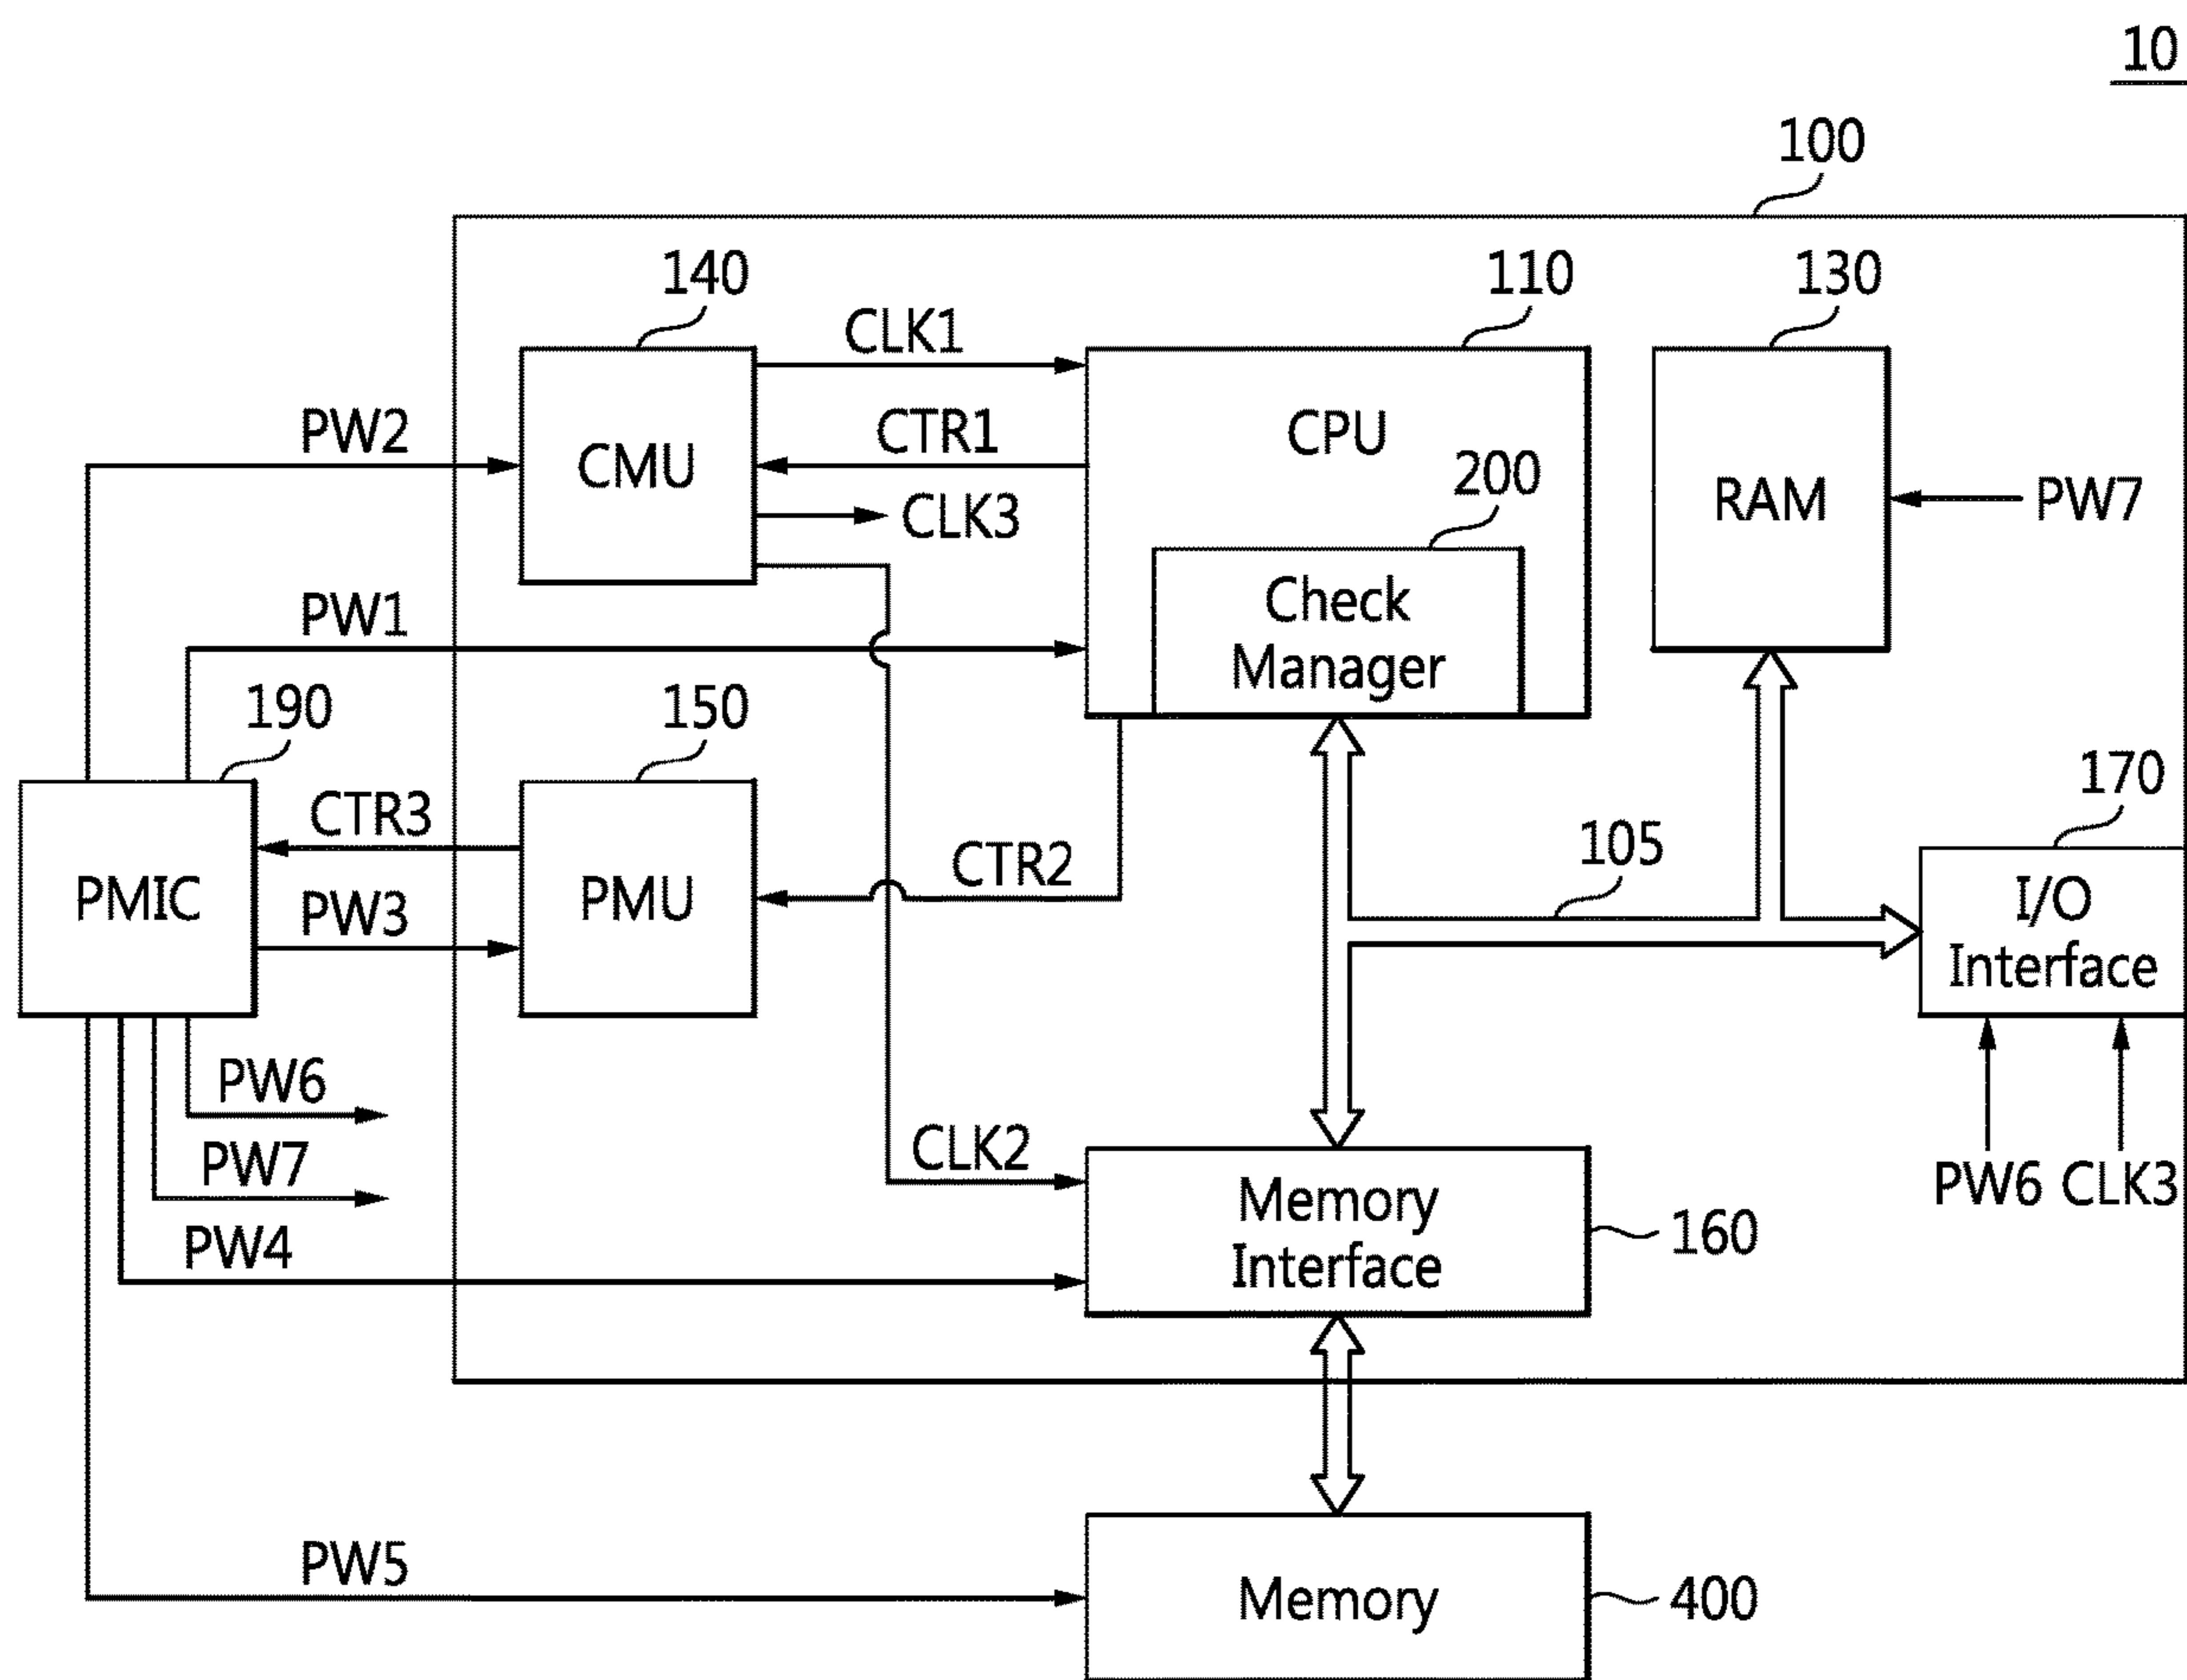 10
100
140
110
130
CLK1
PW2
CTR1
CPU
CMU
200
RAM
PW7
CLK3
Check
Manager
PW1
190
150
170
CTR3
105
CTR2
PMIC
PMU
PW3
I/O
Interface
PW6
PW7
CLK2
PW6
CLK3
PW4
Memory
Interface
160
PW5
Memory
400